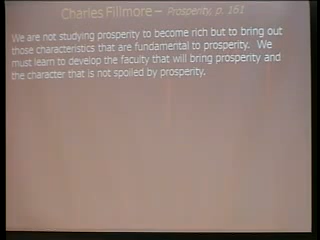 Charles Fillmore – Prosperity, p. 161
We are not studying prosperity to become rich but to bring out
those characteristics that are fundamental to prosperity. We
must learn to develop the faculty that will bring prosperity and
the character that is not spoiled by prosperity.